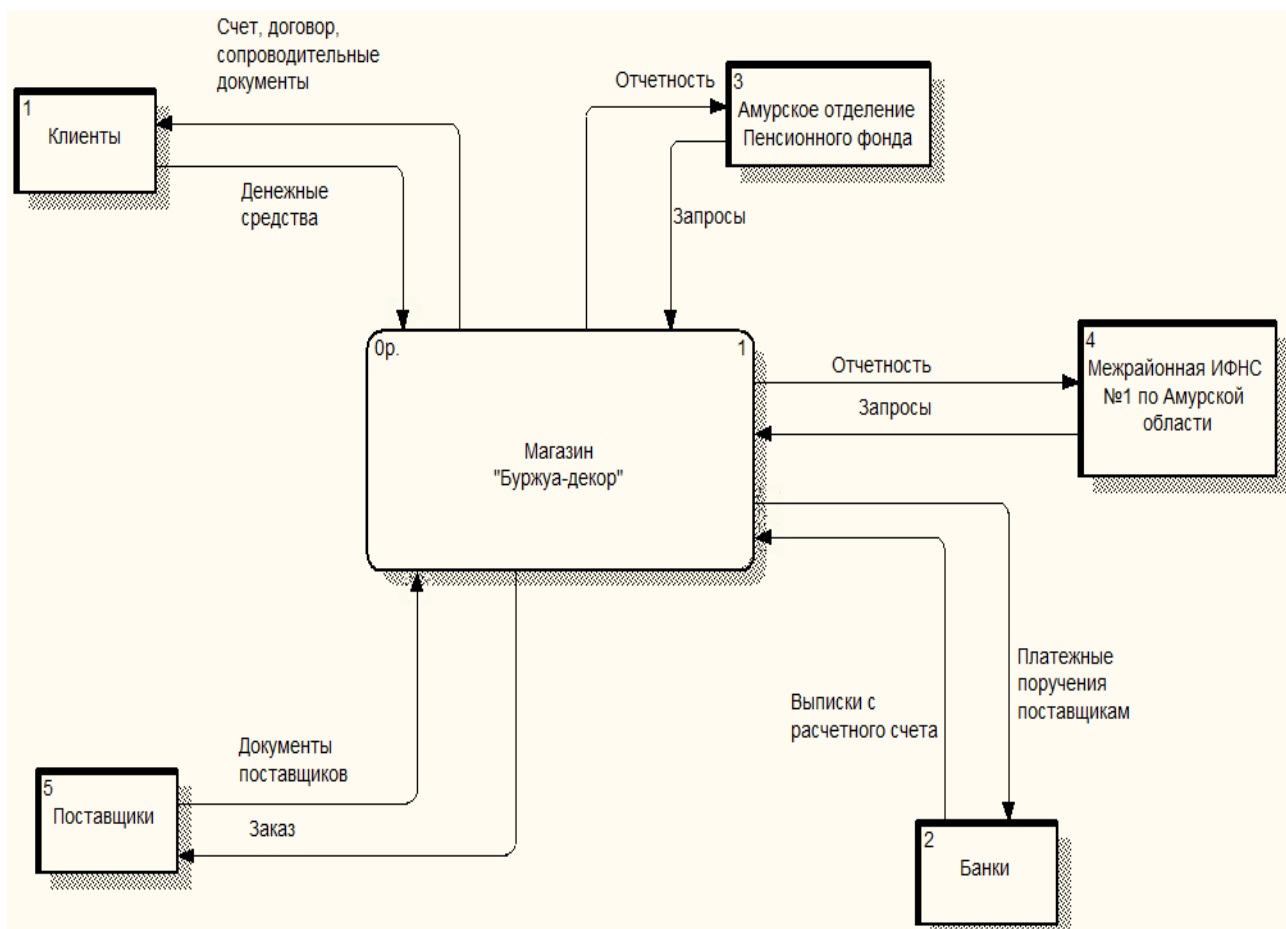 Счет, договор,
сопроводительные
документы
1
Клиенты
Денежные
средства
Отчетность
3
Амурское отделение
Пенсионного фонда
Запросы
0р.
1
Магазин
"Буржуа-декор"
Отчетность
Запросы
4
Межрайонная ИФНС
№1 по Амурской
области
Платежные
поручения
поставщикам
Выписки с
расчетного счета
Документы
поставщиков
5
Поставщики
Заказ
2
Банки